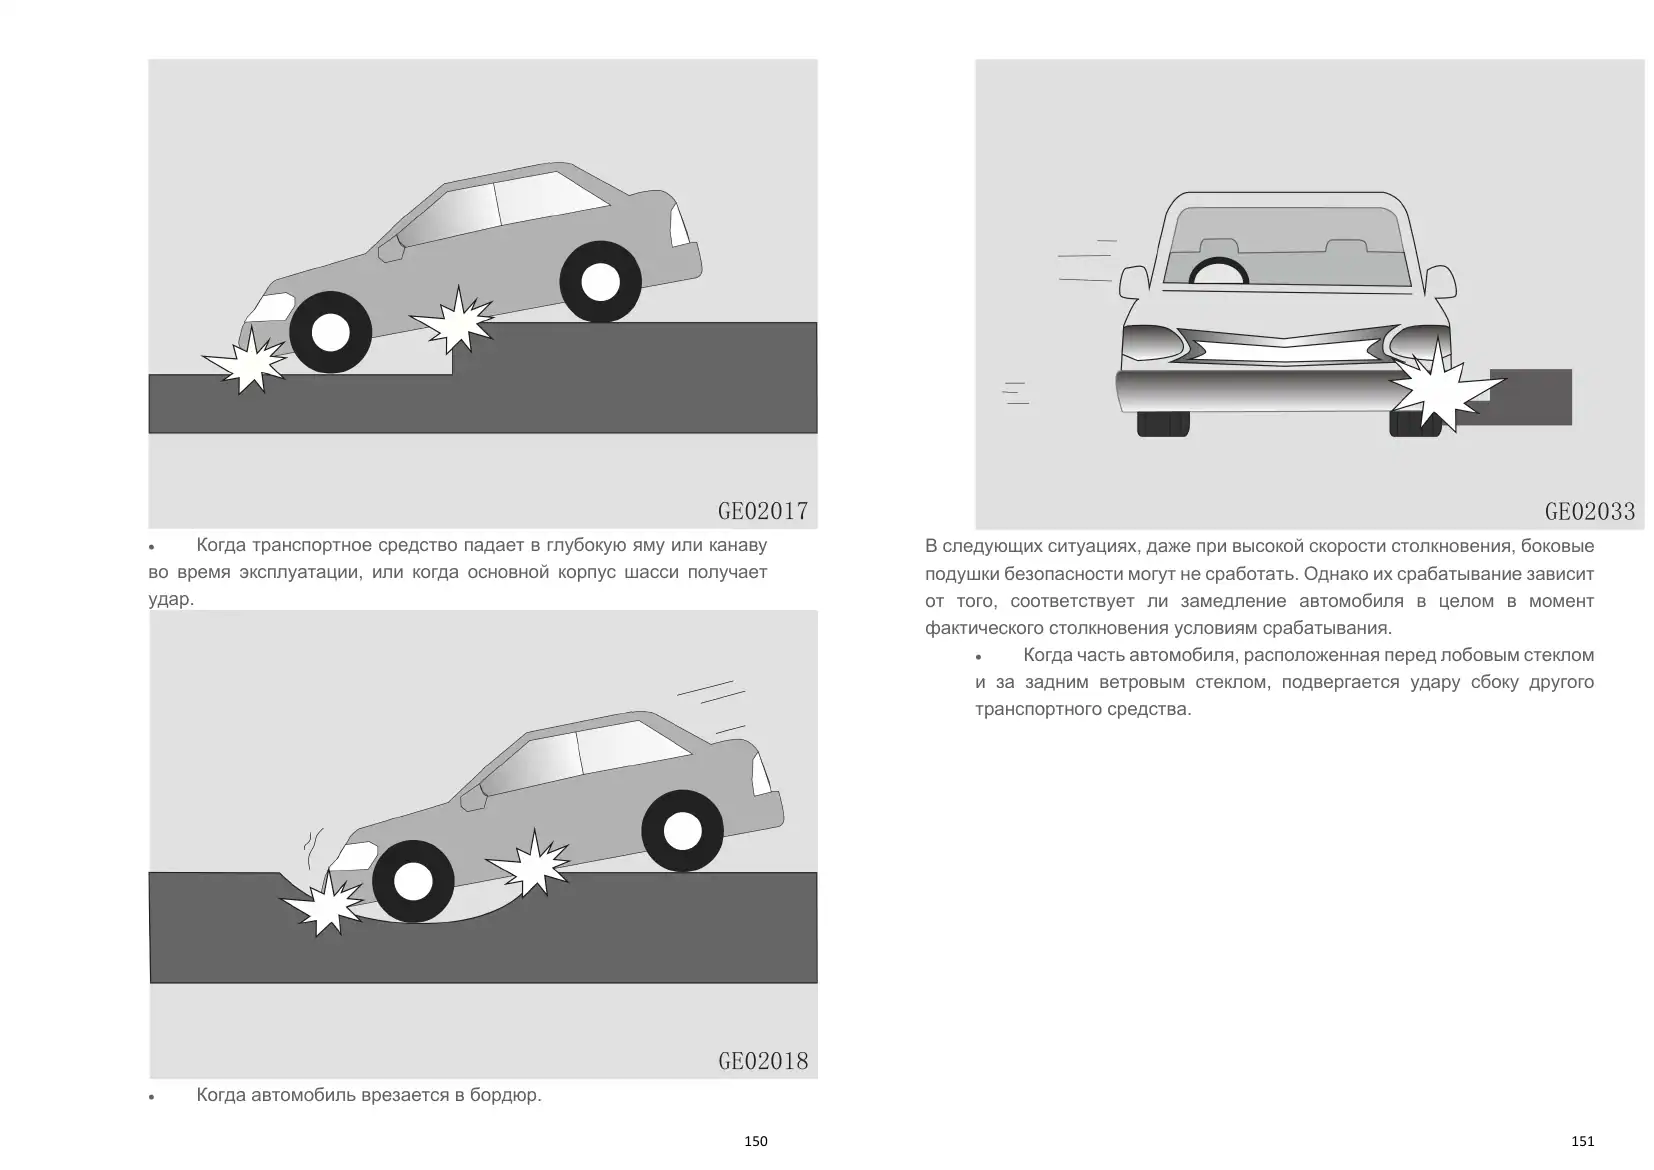 GE02017
• Когда транспортное средство падает в глубокую яму или канаву
во время эксплуатации, или когда основной корпус шасси получает
удар.
GE02018
• Когда автомобиль врезается в бордюр.
150
GE02033
В следующих ситуациях, даже при высокой скорости столкновения, боковые
подушки безопасности могут не сработать. Однако их срабатывание зависит
от того, соответствует ли замедление автомобиля в целом в момент
фактического столкновения условиям срабатывания.
• Когда часть автомобиля, расположенная перед лобовым стеклом
и за задним ветровым стеклом, подвергается удару сбоку другого
транспортного средства.
151